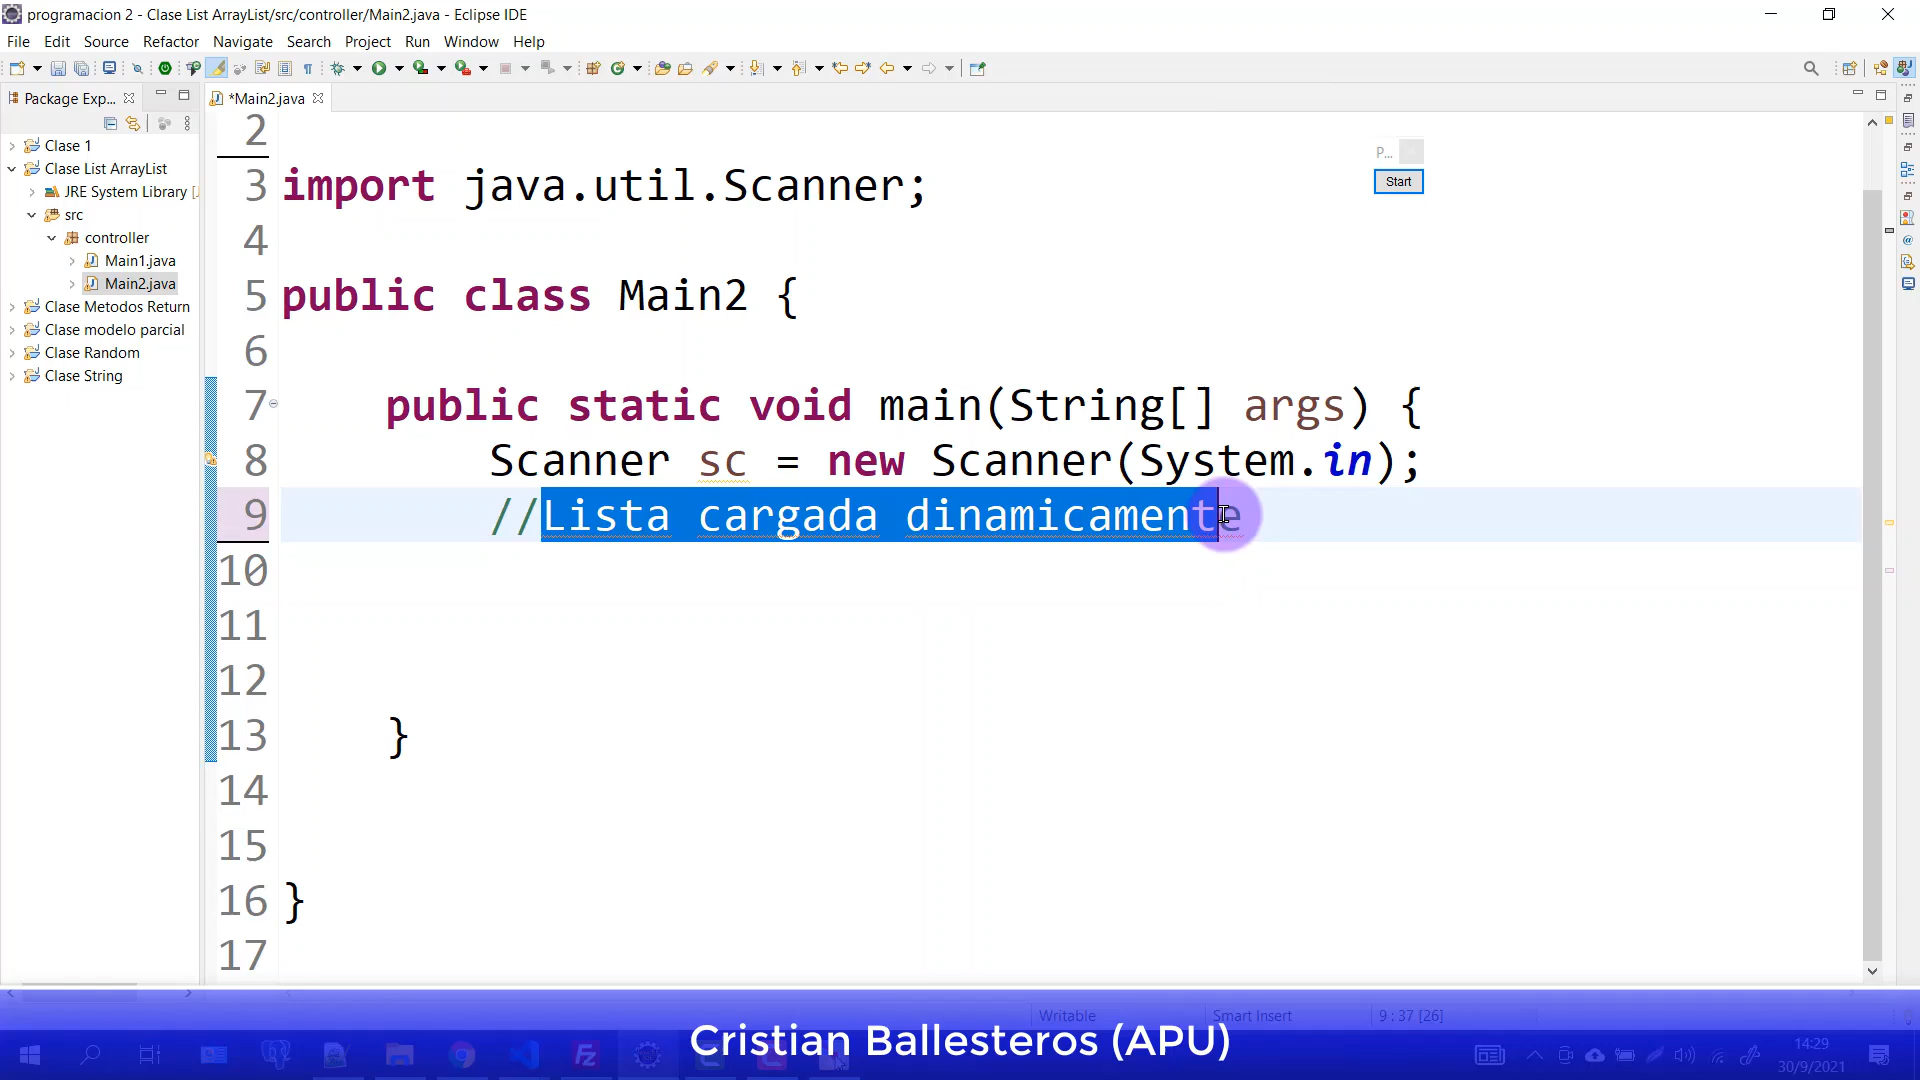 programacion 2 - Clase List ArrayList/src/controller/Main2.java - Eclipse IDE
File Edit Source Refactor Navigate Search Project Run Window Help
Package Exp...
*Main2.java
Clase 1
Clase List ArrayList
JRE System Library [J
src
controller
Main1.java
Main2.java
Clase Metodos Return
Clase modelo parcial
Clase Random
Clase String
P...
Start
2
3 import java.util.Scanner;
4
5 public class Main2 {
6
7 public static void main(String[] args) {
8 Scanner sc = new Scanner(System.in);
9 //Lista cargada dinamicamente
10
11
12
13 }
14
15
16 }
17
Writable Smart Insert 9 : 37 [26]
Cristian Ballesteros (APU)
14:29
30/9/2021